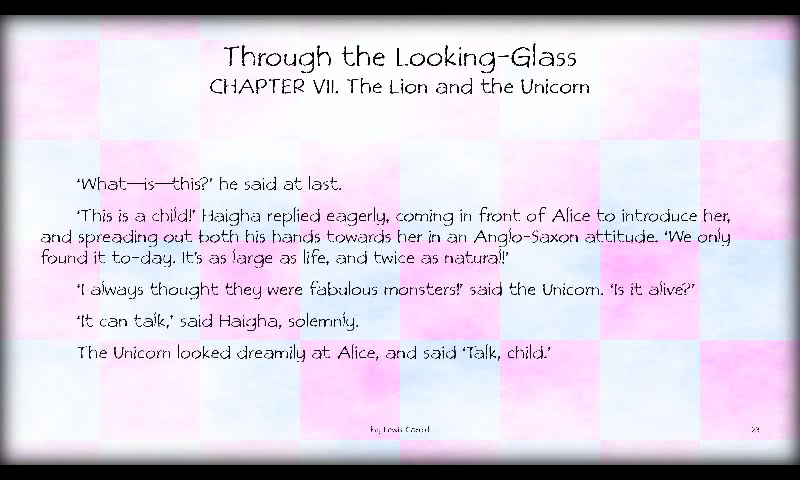 Through the Looking-Glass
CHAPTER VII. The Lion and the Unicorn
‘What—is—this?’ he said at last.
‘This is a child!’ Haigha replied eagerly, coming in front of Alice to introduce her,
and spreading out both his hands towards her in an Anglo-Saxon attitude. ‘We only
found it to-day. It’s as large as life, and twice as natural!’
‘I always thought they were fabulous monsters!’ said the Unicorn. ‘Is it alive?’
‘It can talk,’ said Haigha, solemnly.
The Unicorn looked dreamily at Alice, and said ‘Talk, child.’
by Lewis Carroll
23